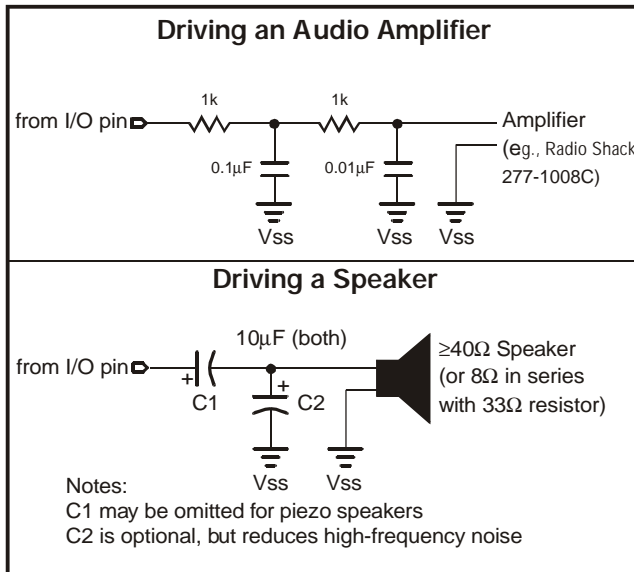 Driving an Audio Amplifier
1k
1k
from I/O pin
Amplifier
(eg., Radio Shack
277-1008C)
0.1µF
0.01µF
Vss
Vss
Vss
Driving a Speaker
10µF (both)
from I/O pin
≥40Ω Speaker
(or 8Ω in series
with 33Ω resistor)
+
C1
+
C2
Vss
Vss
Notes:
C1 may be omitted for piezo speakers
C2 is optional, but reduces high-frequency noise